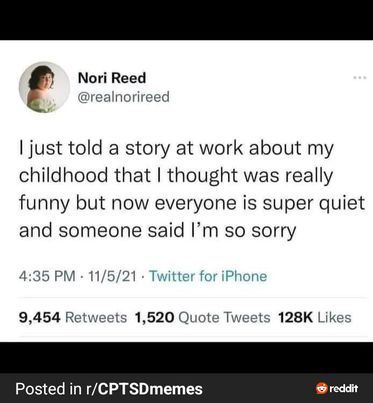 Nori Reed
@realnorireed
I just told a story at work about my
childhood that I thought was really
funny but now everyone is super quiet
and someone said I'm so sorry
4:35 PM · 11/5/21 · Twitter for iPhone
9,454 Retweets 1,520 Quote Tweets 128K Likes
Posted in r/CPTSDmemes reddit